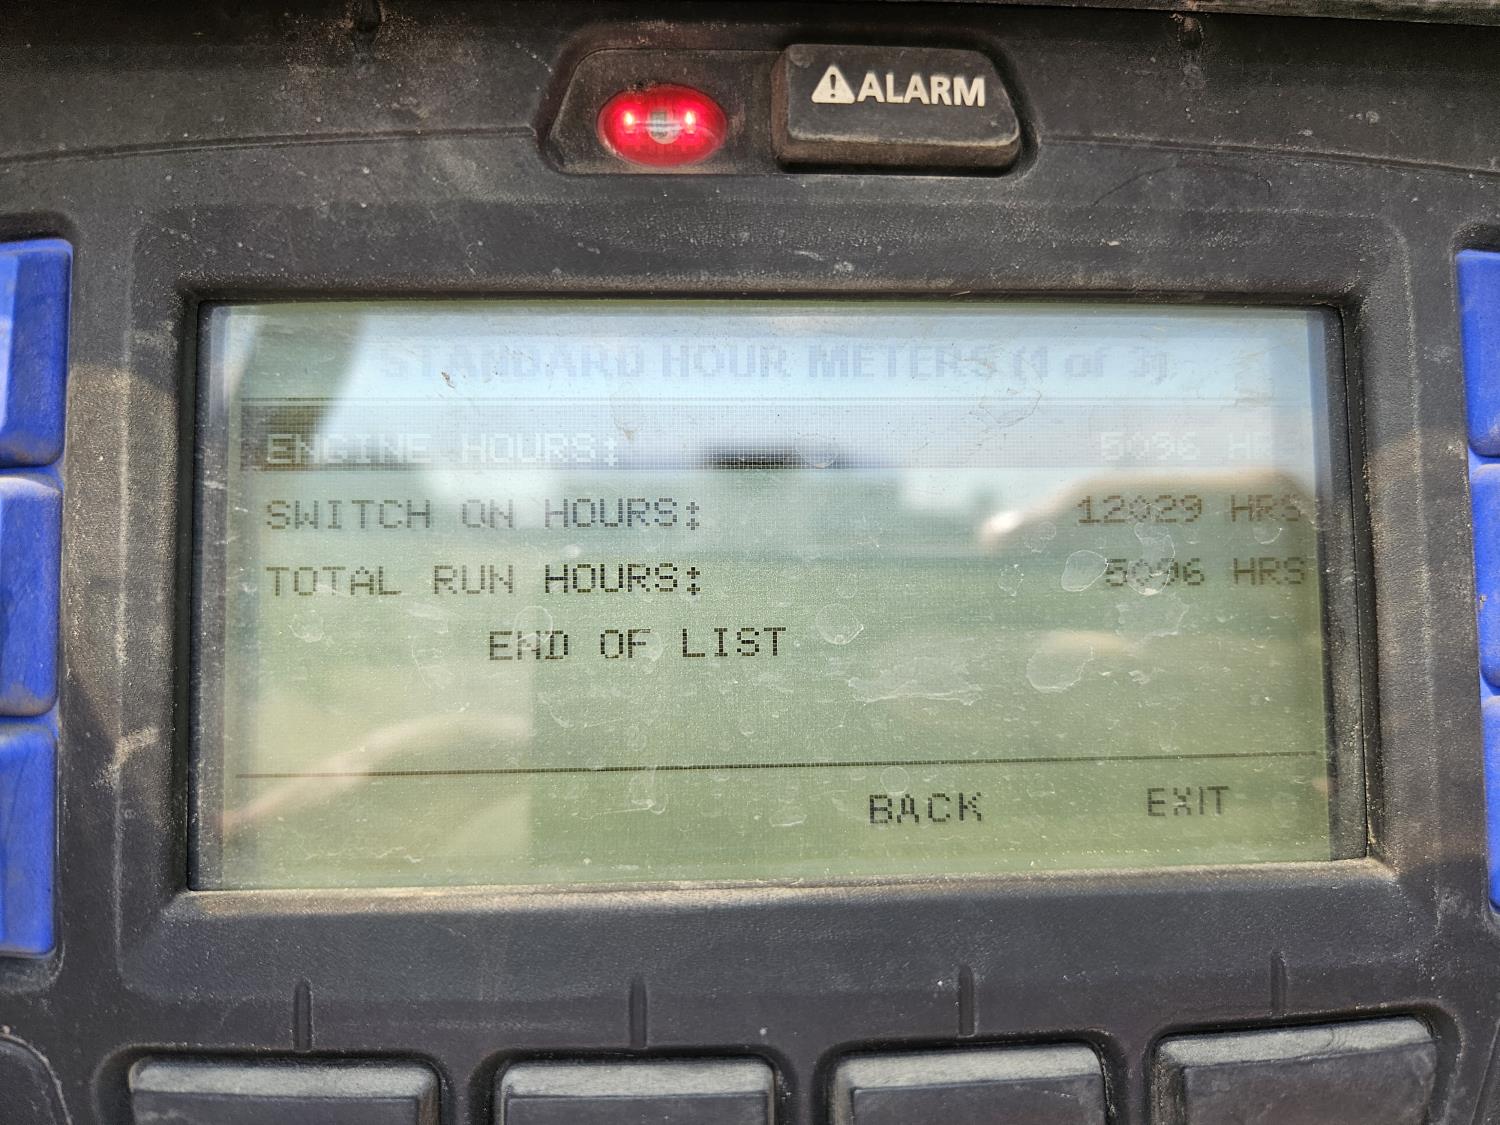 ⚠ALARM
STANDARD HOUR METERS (1 of 3)
ENGINE HOURS: 5096 HRS
SWITCH ON HOURS: 12029 HRS
TOTAL RUN HOURS: 5096 HRS
END OF LIST
BACK EXIT